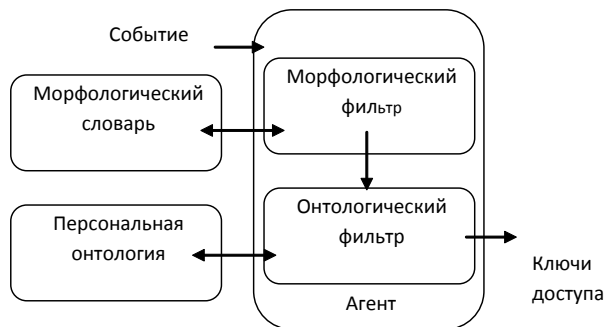 Событие
Морфологический
словарь
Морфологический
фильтр
Персональная
онтология
Онтологический
фильтр
Агент
Ключи
доступа